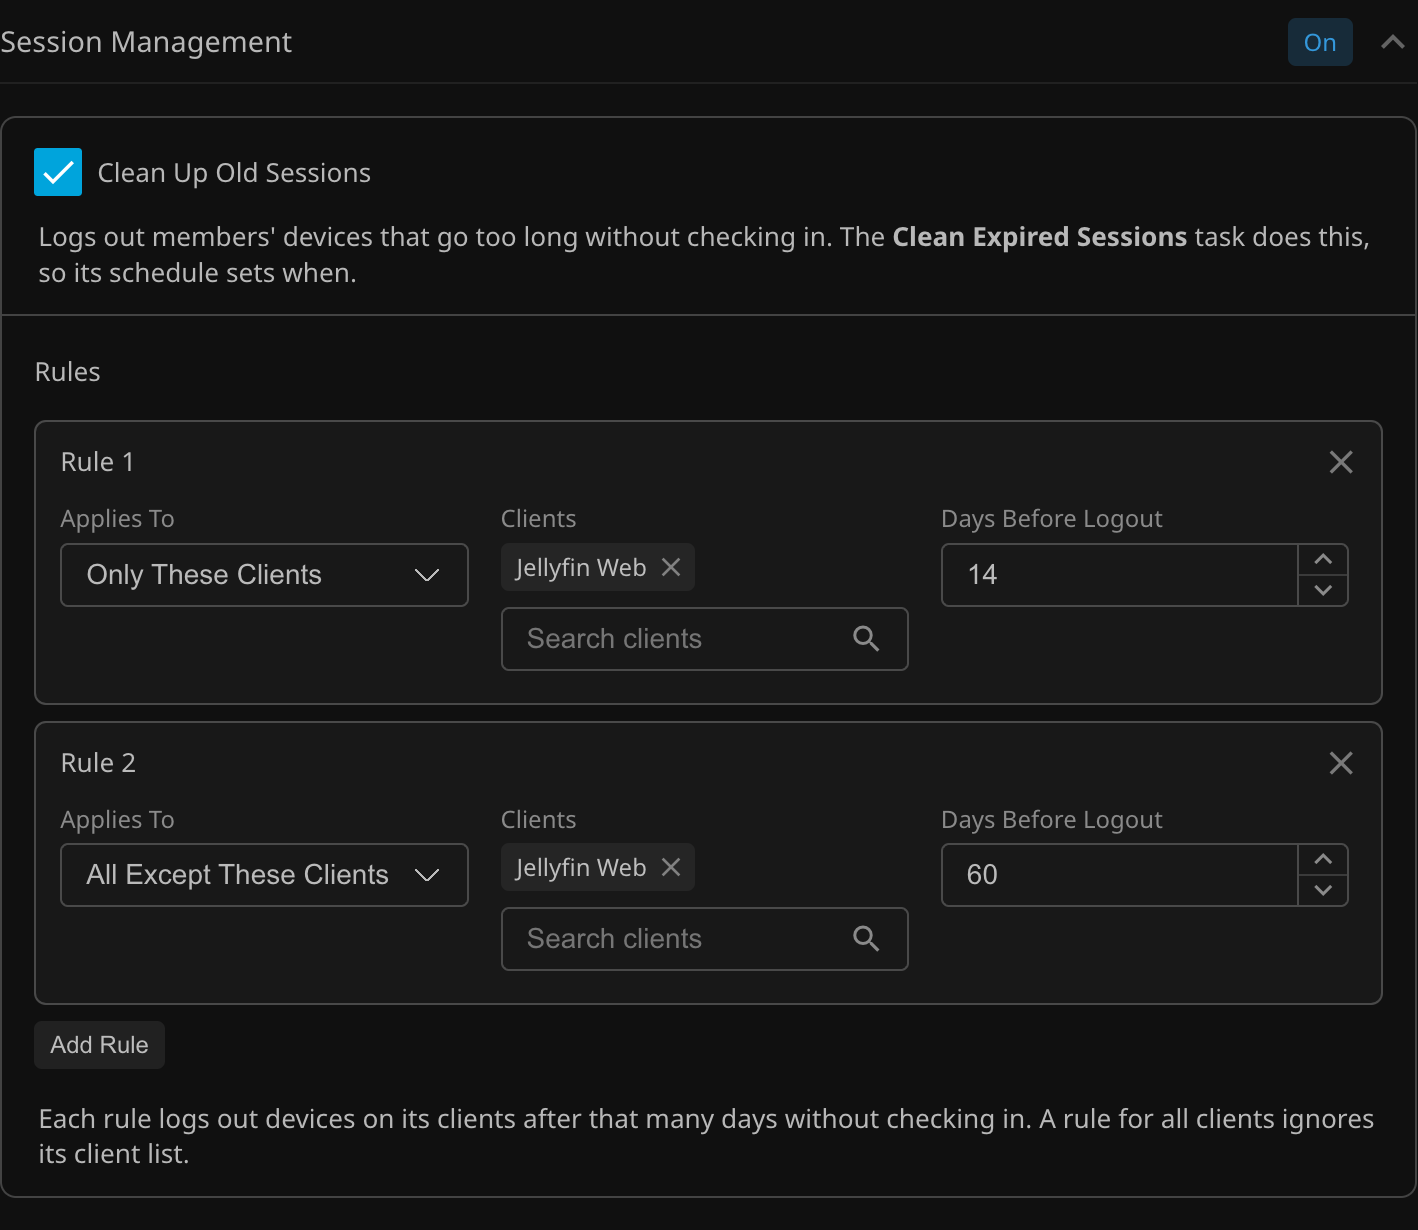 Session Management
On
Clean Up Old Sessions
Logs out members' devices that go too long without checking in. The Clean Expired Sessions task does this,
so its schedule sets when.
Rules
Rule 1
Applies To
Clients
Days Before Logout
Only These Clients
Jellyfin Web
14
Search clients
Rule 2
Applies To
Clients
Days Before Logout
All Except These Clients
Jellyfin Web
60
Search clients
Add Rule
Each rule logs out devices on its clients after that many days without checking in. A rule for all clients ignores
its client list.